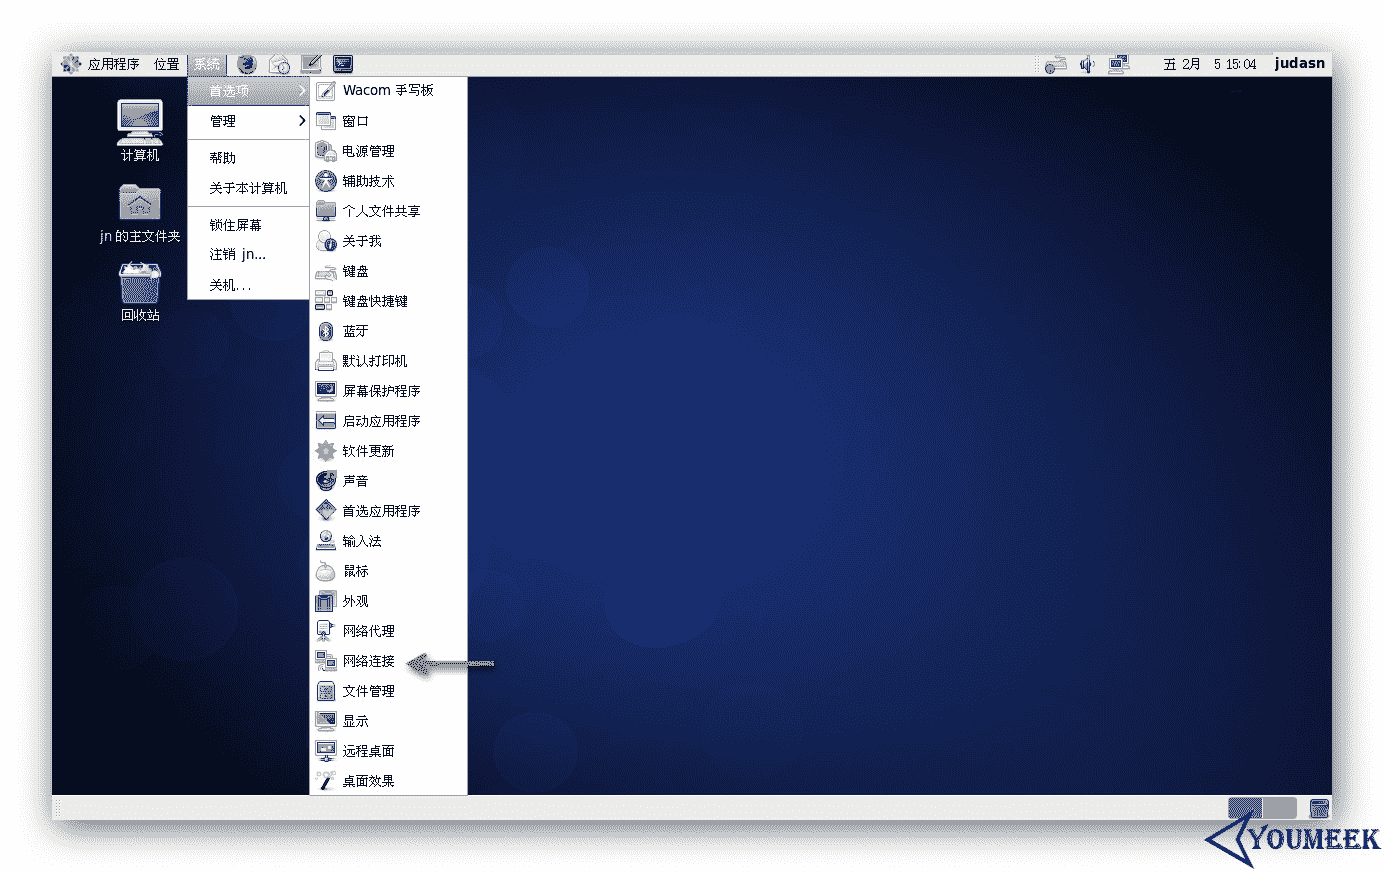 应用程序 位置 系统
五 2月 5 15:04 judasn
计算机
jn 的主文件夹
回收站
首选项
管理
帮助
关于本计算机
锁住屏幕
注销 jn...
关机...
Wacom 手写板
窗口
电源管理
辅助技术
个人文件共享
关于我
键盘
键盘快捷键
蓝牙
默认打印机
屏幕保护程序
启动应用程序
软件更新
声音
首选应用程序
输入法
鼠标
外观
网络代理
网络连接
文件管理
显示
远程桌面
桌面效果
YOUMEEK